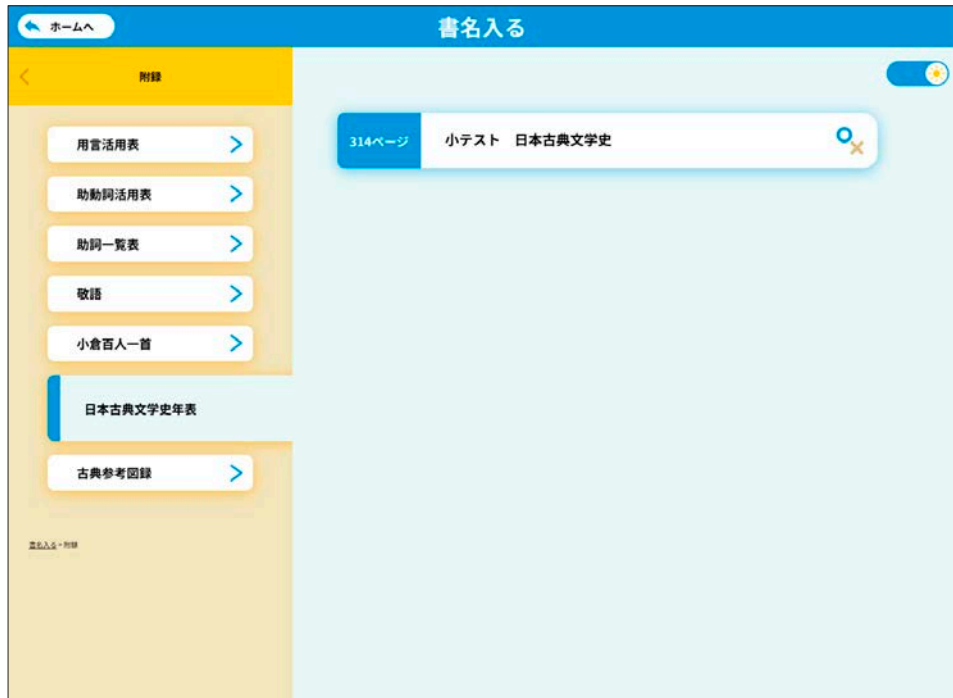 ホームへ
書名入る
附録
用言活用表
助動詞活用表
助詞一覧表
敬語
小倉百人一首
日本古典文学史年表
古典参考図録
書名入る>附録
314ページ 小テスト 日本古典文学史